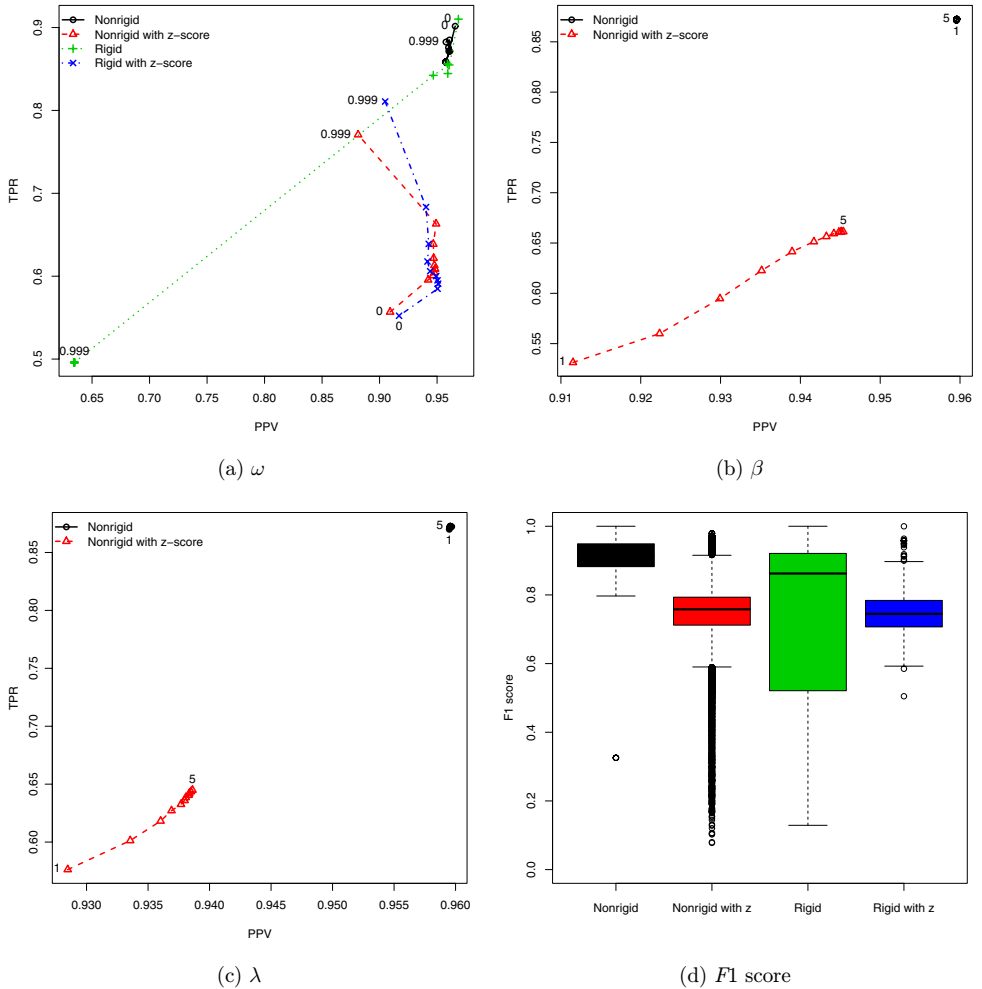 Nonrigid
Nonrigid with z−score
Rigid
Rigid with z−score
0
0
0.999
0.999
0.999
0
0
0.999
TPR
0.9
0.8
0.7
0.6
0.5
0.65 0.70 0.75 0.80 0.85 0.90 0.95
PPV
(a) ω
Nonrigid
Nonrigid with z−score
5
1
5
1
TPR
0.85
0.80
0.75
0.70
0.65
0.60
0.55
0.91 0.92 0.93 0.94 0.95 0.96
PPV
(b) β
Nonrigid
Nonrigid with z−score
5
1
5
1
TPR
0.85
0.80
0.75
0.70
0.65
0.60
0.930 0.935 0.940 0.945 0.950 0.955 0.960
PPV
(c) λ
F1 score
1.0
0.8
0.6
0.4
0.2
0.0
Nonrigid Nonrigid with z Rigid Rigid with z
(d) F1 score